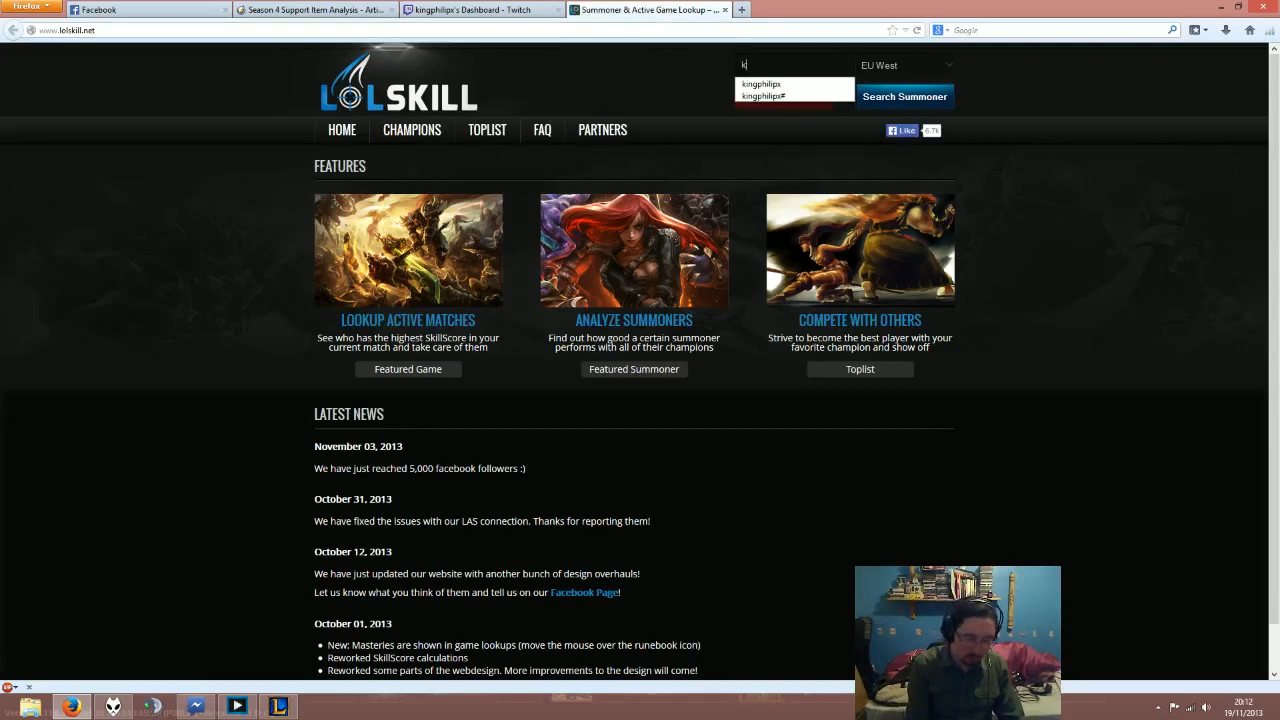 Firefox
Facebook
Season 4 Support Item Analysis - Arti...
kingphilipx's Dashboard - Twitch
Summoner & Active Game Lookup – ...
www.lolskill.net
Google
LOLSKILL
k
EU West
kingphilipx
kingphilipx#
Search Summoner
HOME
CHAMPIONS
TOPLIST
FAQ
PARTNERS
Like
6.7k
FEATURES
LOOKUP ACTIVE MATCHES
See who has the highest SkillScore in your
current match and take care of them
Featured Game
ANALYZE SUMMONERS
Find out how good a certain summoner
performs with all of their champions
Featured Summoner
COMPETE WITH OTHERS
Strive to become the best player with your
favorite champion and show off
Toplist
LATEST NEWS
November 03, 2013
We have just reached 5,000 facebook followers :)
October 31, 2013
We have fixed the issues with our LAS connection. Thanks for reporting them!
October 12, 2013
We have just updated our website with another bunch of design overhauls!
Let us know what you think of them and tell us on our Facebook Page!
October 01, 2013
New: Masteries are shown in game lookups (move the mouse over the runebook icon)
Reworked SkillScore calculations
Reworked some parts of the webdesign. More improvements to the design will come!
20:12
19/11/2013